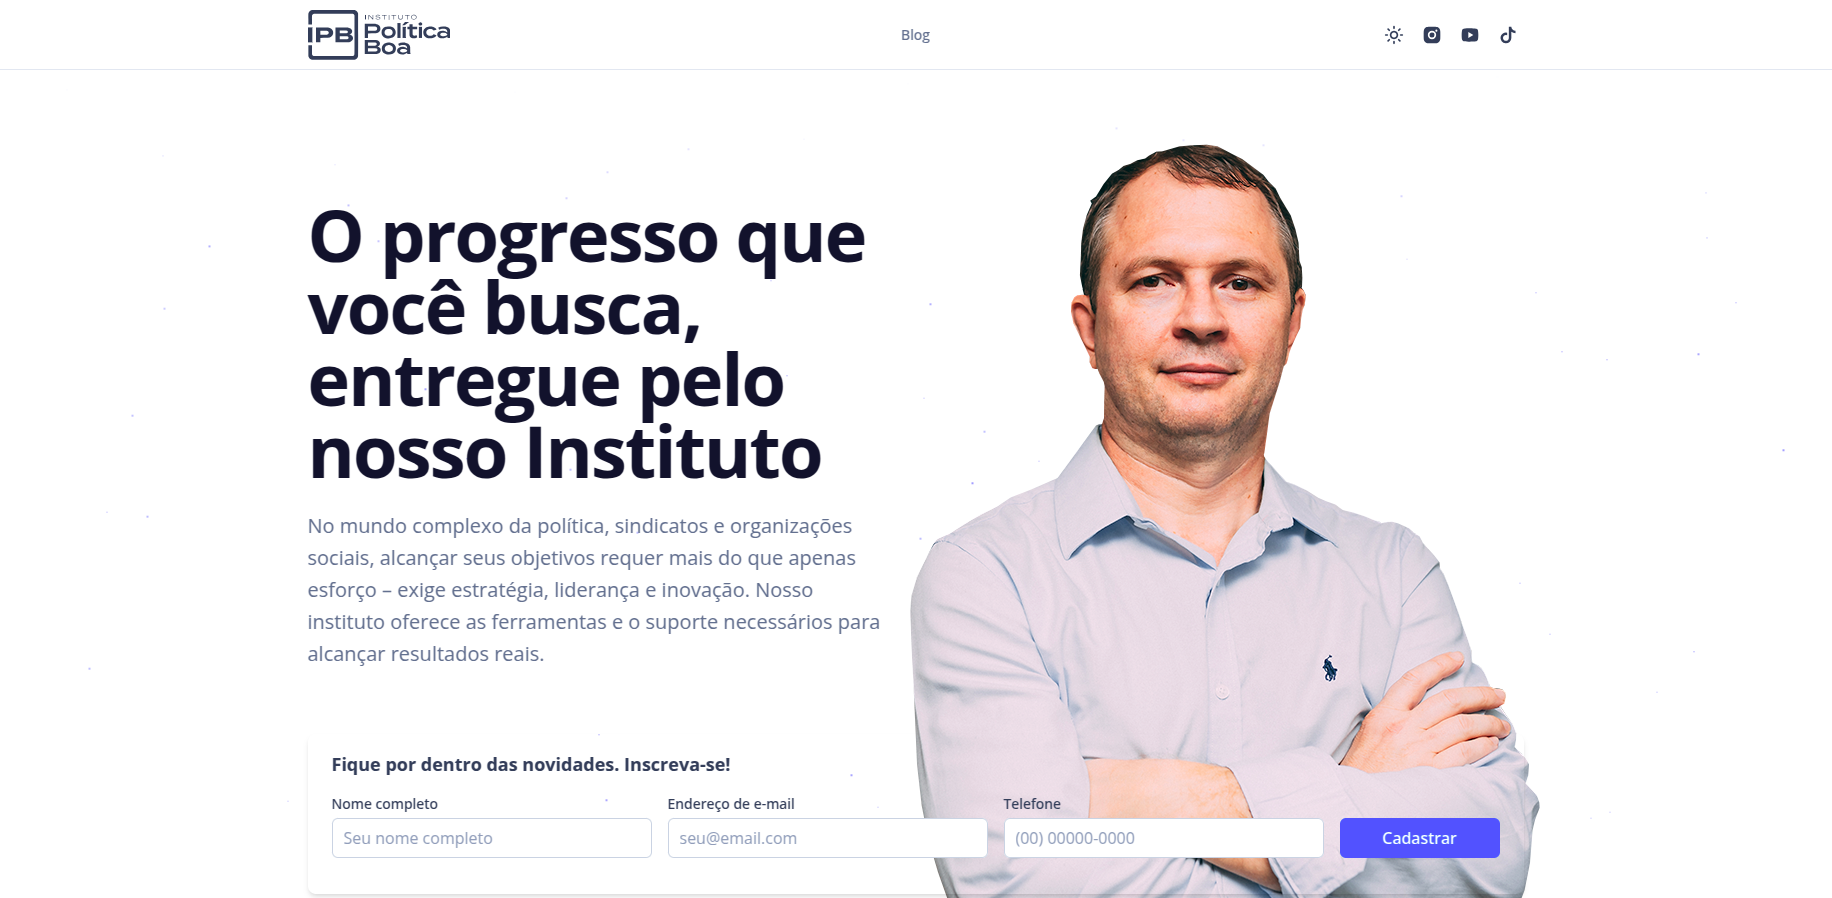 IPB
INSTITUTO
Política
Boa
Blog
O progresso que
você busca,
entregue pelo
nosso Instituto
No mundo complexo da política, sindicatos e organizações
sociais, alcançar seus objetivos requer mais do que apenas
esforço – exige estratégia, liderança e inovação. Nosso
instituto oferece as ferramentas e o suporte necessários para
alcançar resultados reais.
Fique por dentro das novidades. Inscreva-se!
Nome completo
Endereço de e-mail
Telefone
Seu nome completo
seu@email.com
(00) 00000-0000
Cadastrar